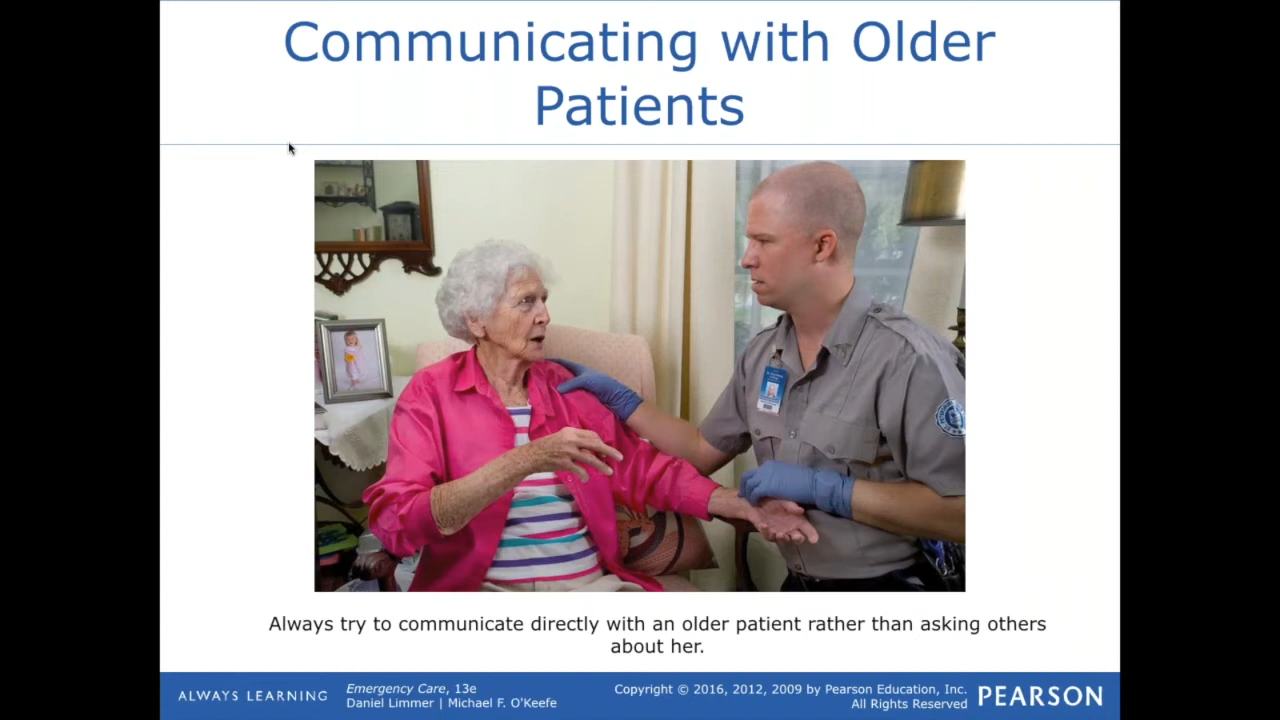 Communicating with Older
Patients
Always try to communicate directly with an older patient rather than asking others
about her.
ALWAYS LEARNING
Emergency Care, 13e
Daniel Limmer | Michael F. O'Keefe
Copyright © 2016, 2012, 2009 by Pearson Education, Inc.
All Rights Reserved
PEARSON